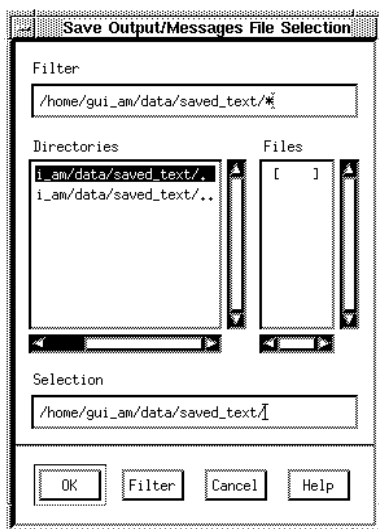 Save Output/Messages File Selection
Filter
/home/gui_am/data/saved_text/*
Directories
Files
i_am/data/saved_text/.
i_am/data/saved_text/..
[ ]
Selection
/home/gui_am/data/saved_text/
OK
Filter
Cancel
Help